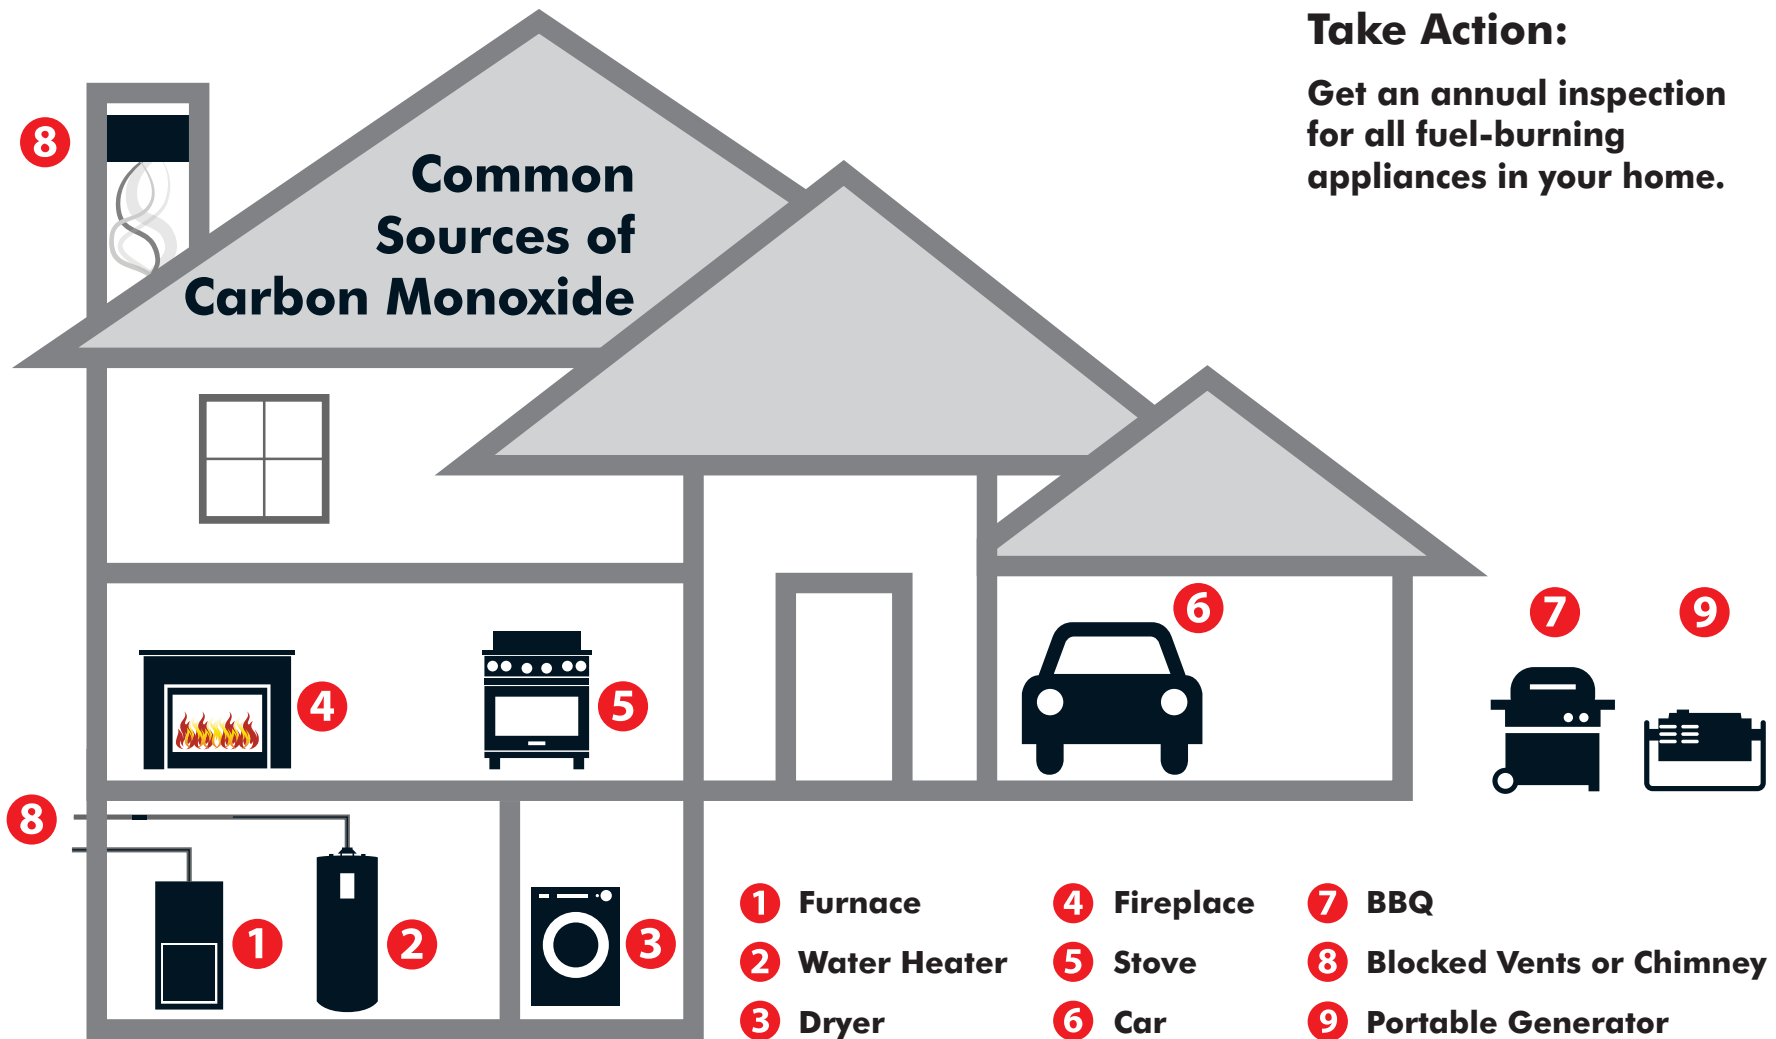 Take Action:
Get an annual inspection
for all fuel-burning
appliances in your home.
8
Common
Sources of
Carbon Monoxide
6
7
9
4
5
8
1
2
3
1 Furnace
2 Water Heater
3 Dryer
4 Fireplace
5 Stove
6 Car
7 BBQ
8 Blocked Vents or Chimney
9 Portable Generator